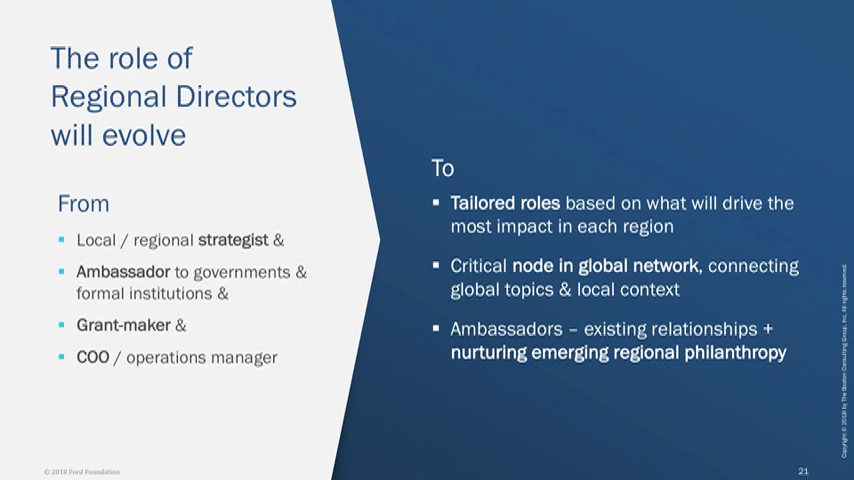 The role of
Regional Directors
will evolve
From
▪ Local / regional strategist &
▪ Ambassador to governments &
formal institutions &
▪ Grant-maker &
▪ COO / operations manager
To
▪ Tailored roles based on what will drive the
most impact in each region
▪ Critical node in global network, connecting
global topics & local context
▪ Ambassadors – existing relationships +
nurturing emerging regional philanthropy
Copyright © 2018 by The Boston Consulting Group, Inc. All rights reserved.
© 2018 Ford Foundation
21